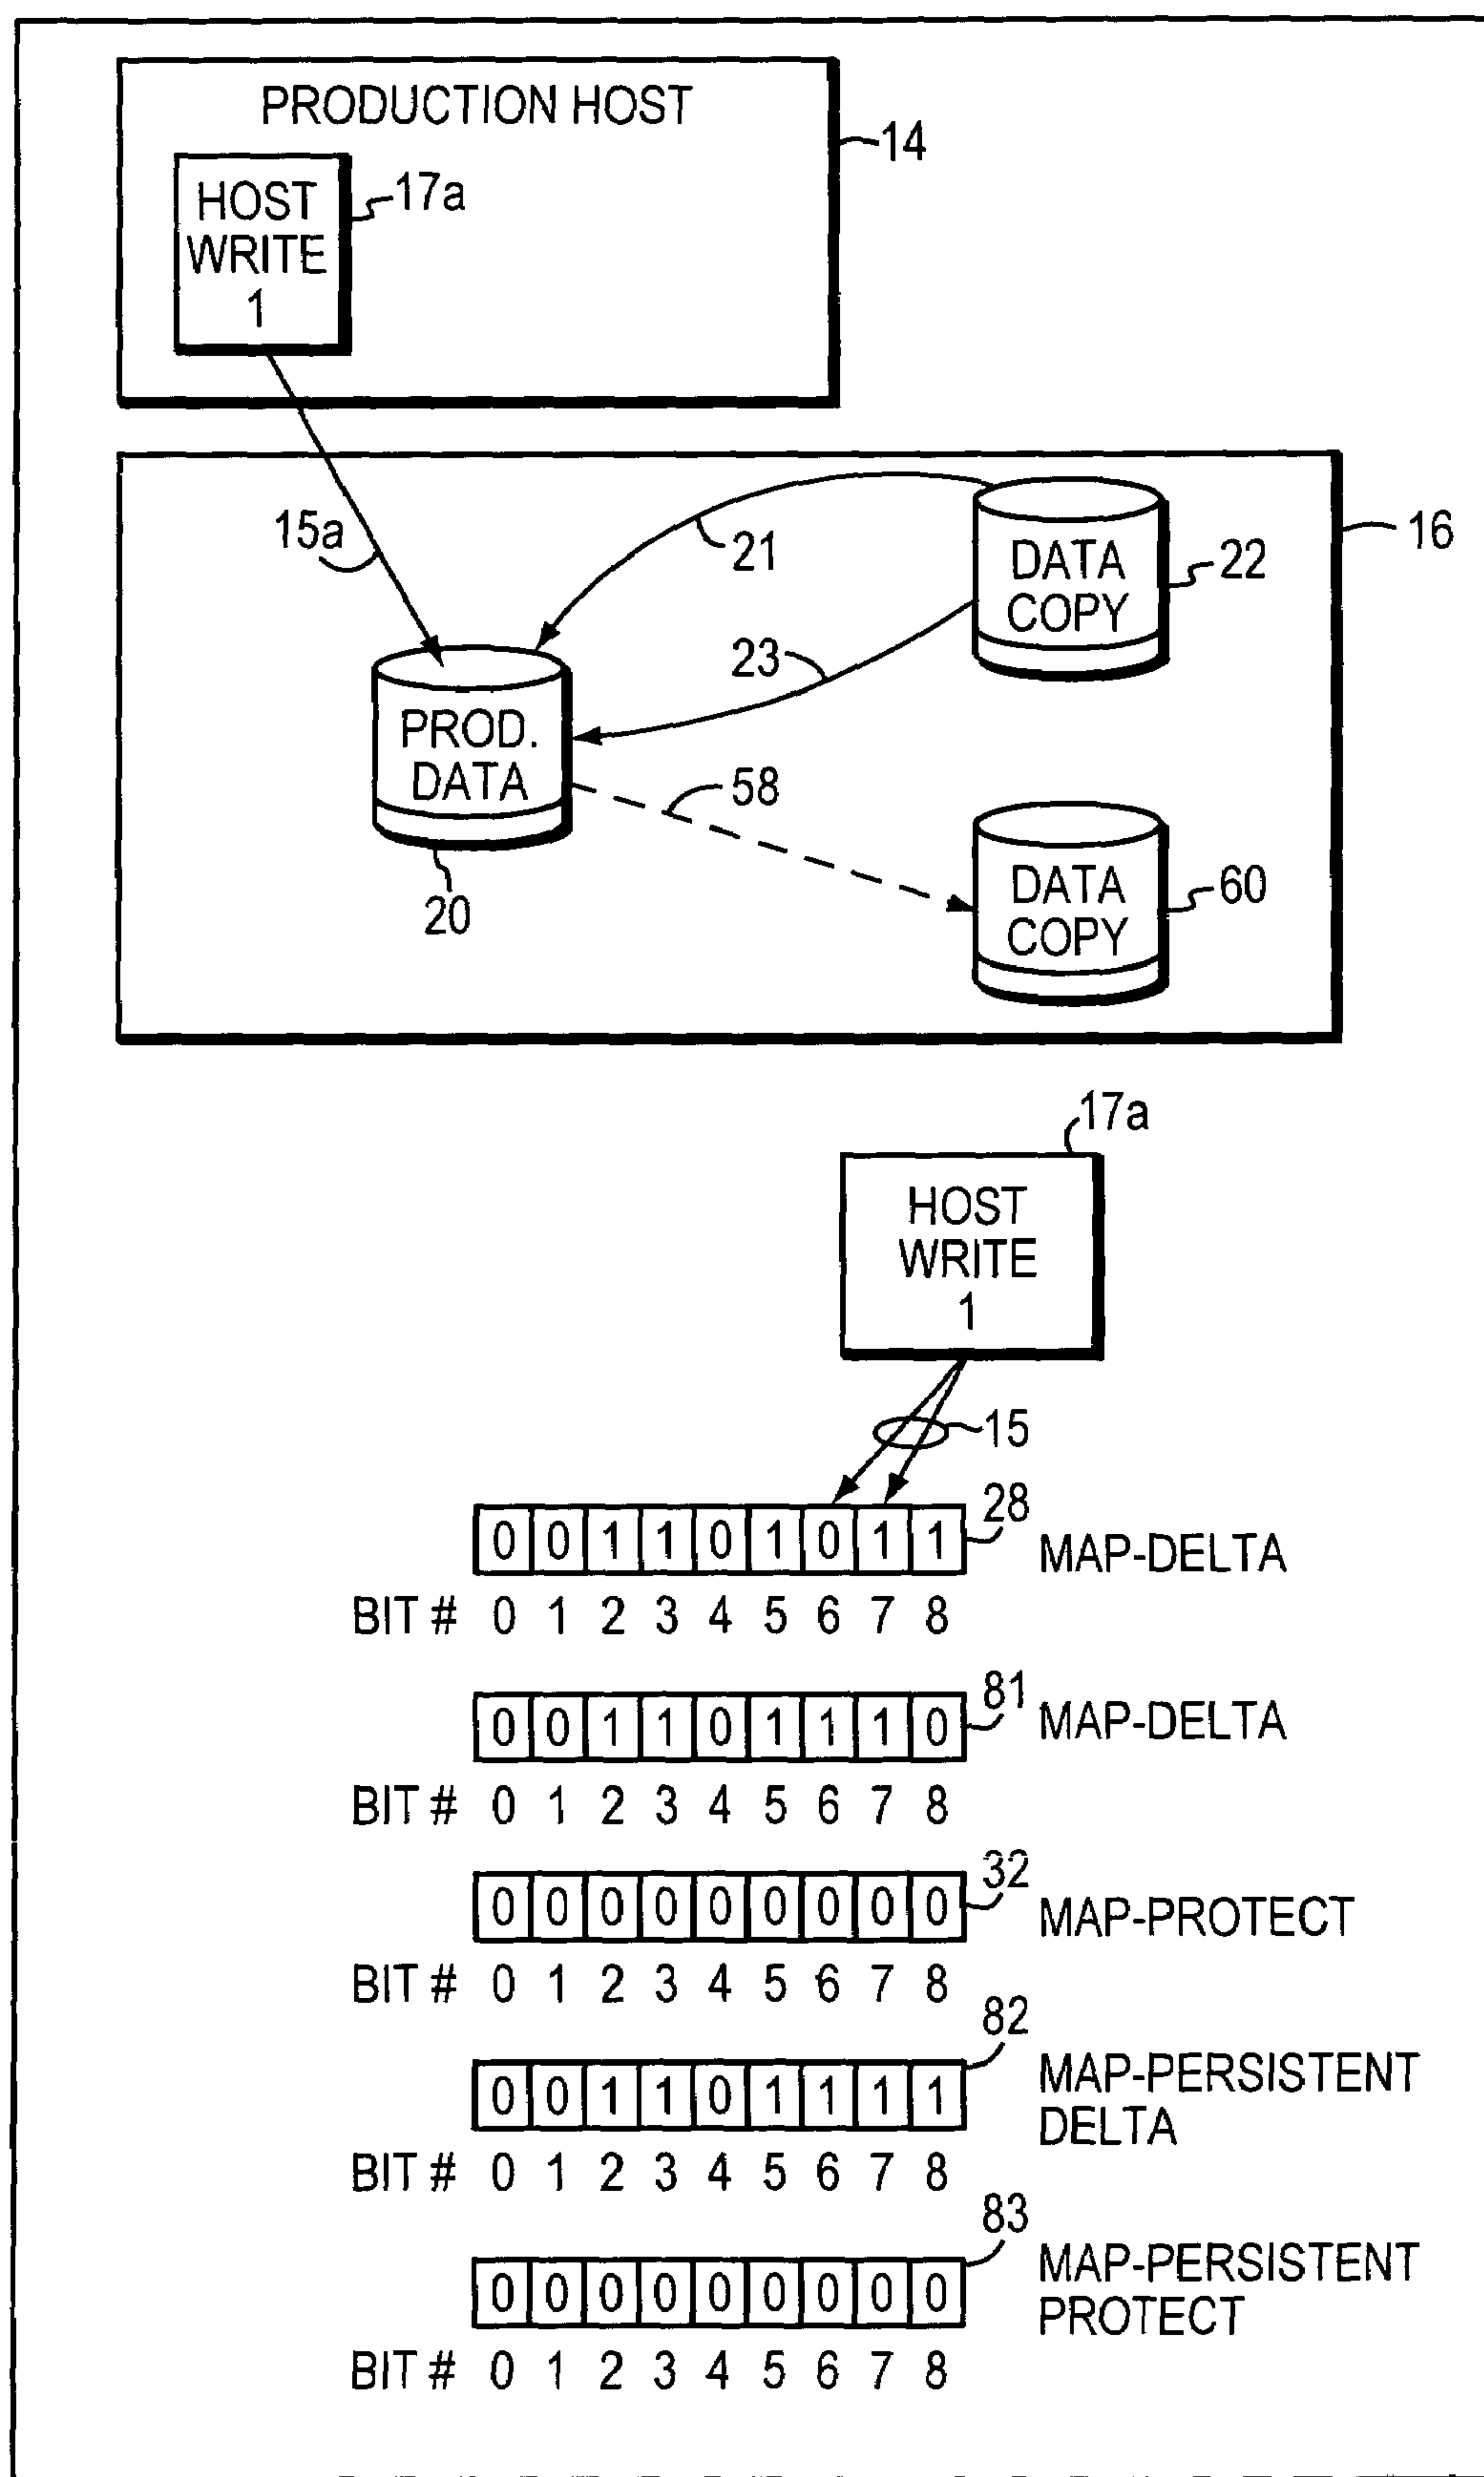 PRODUCTION HOST
14
HOST
WRITE
1
17a
15a
21
DATA
COPY
22
16
23
PROD.
DATA
20
58
DATA
COPY
60
17a
HOST
WRITE
1
15
0 0 1 1 0 1 0 1 1
28
MAP-DELTA
BIT # 0 1 2 3 4 5 6 7 8
0 0 1 1 0 1 1 1 0
81
MAP-DELTA
BIT # 0 1 2 3 4 5 6 7 8
0 0 0 0 0 0 0 0 0
32
MAP-PROTECT
BIT # 0 1 2 3 4 5 6 7 8
0 0 1 1 0 1 1 1 1
82
MAP-PERSISTENT
DELTA
BIT # 0 1 2 3 4 5 6 7 8
0 0 0 0 0 0 0 0 0
83
MAP-PERSISTENT
PROTECT
BIT # 0 1 2 3 4 5 6 7 8